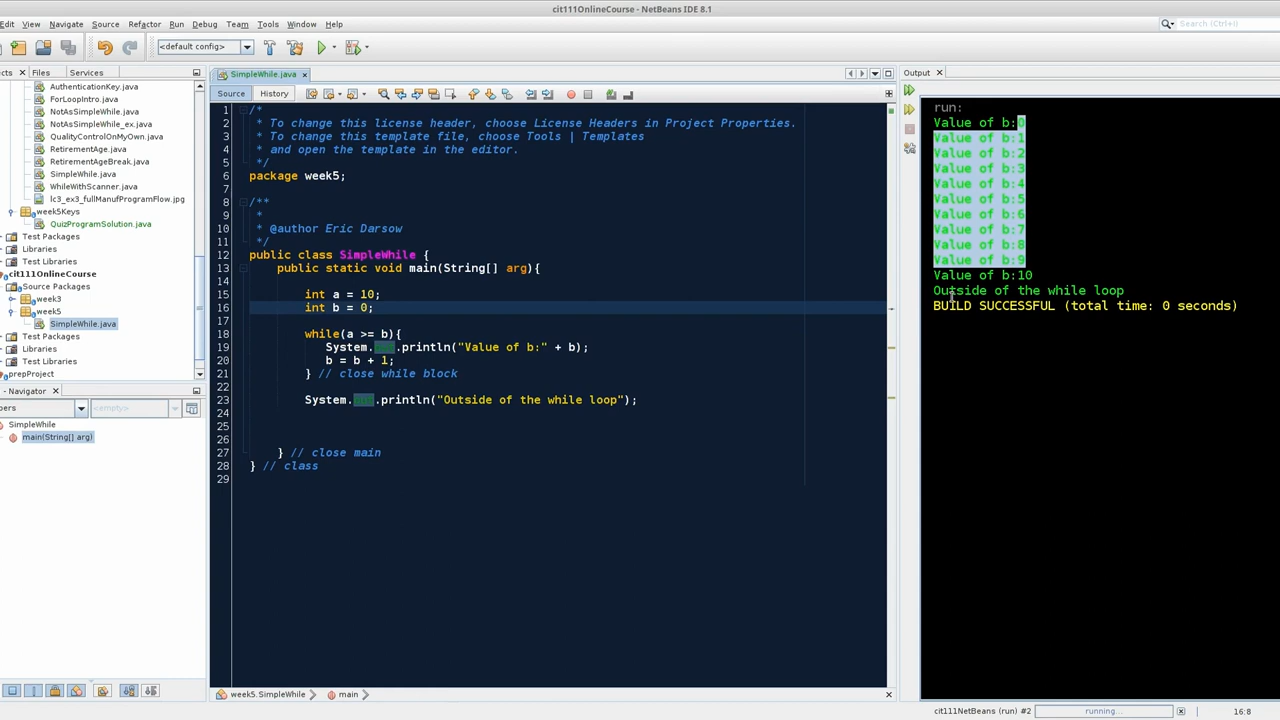 cit111OnlineCourse - NetBeans IDE 8.1
Edit View Navigate Source Refactor Run Debug Team Tools Window Help
<default config>
Search (Ctrl+I)
Files Services
SimpleWhile.java
Output
Source History
AuthenticationKey.java
ForLoopIntro.java
NotAsSimpleWhile.java
NotAsSimpleWhile_ex.java
QualityControlOnMyOwn.java
RetirementAge.java
RetirementAgeBreak.java
SimpleWhile.java
WhileWithScanner.java
lc3_ex3_fullManufProgramFlow.jpg
week5Keys
QuizProgramSolution.java
Test Packages
Libraries
Test Libraries
cit111OnlineCourse
Source Packages
week3
week5
SimpleWhile.java
Test Packages
Libraries
Test Libraries
prepProject
- Navigator
<empty>
SimpleWhile
main(String[] arg)
1 /*
2 * To change this license header, choose License Headers in Project Properties.
3 * To change this template file, choose Tools | Templates
4 * and open the template in the editor.
5 */
6 package week5;
7
8 /**
9 *
10 * @author Eric Darsow
11 */
12 public class SimpleWhile {
13 public static void main(String[] arg){
14
15 int a = 10;
16 int b = 0;
17
18 while(a >= b){
19 System. .println("Value of b:" + b);
20 b = b + 1;
21 } // close while block
22
23 System. .println("Outside of the while loop");
24
25
26
27 } // close main
28 } // class
29
run:
Value of b:0
Value of b:1
Value of b:2
Value of b:3
Value of b:4
Value of b:5
Value of b:6
Value of b:7
Value of b:8
Value of b:9
Value of b:10
Outside of the while loop
BUILD SUCCESSFUL (total time: 0 seconds)
week5.SimpleWhile main
cit111NetBeans (run) #2 running... 16:8